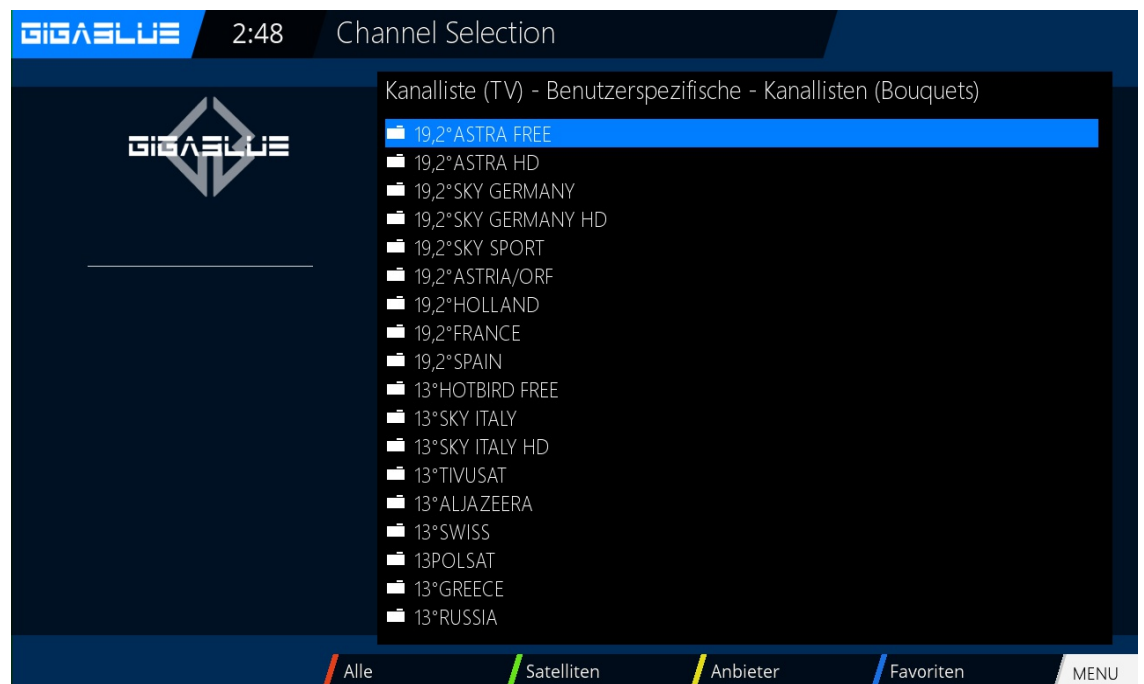 GIGABLUE 2:48 Channel Selection
Kanalliste (TV) - Benutzerspezifische - Kanallisten (Bouquets)
GIGABLUE
19,2°ASTRA FREE
19,2°ASTRA HD
19,2°SKY GERMANY
19,2°SKY GERMANY HD
19,2°SKY SPORT
19,2°ASTRIA/ORF
19,2°HOLLAND
19,2°FRANCE
19,2°SPAIN
13°HOTBIRD FREE
13°SKY ITALY
13°SKY ITALY HD
13°TIVUSAT
13°ALJAZEERA
13°SWISS
13POLSAT
13°GREECE
13°RUSSIA
Alle Satelliten Anbieter Favoriten MENU